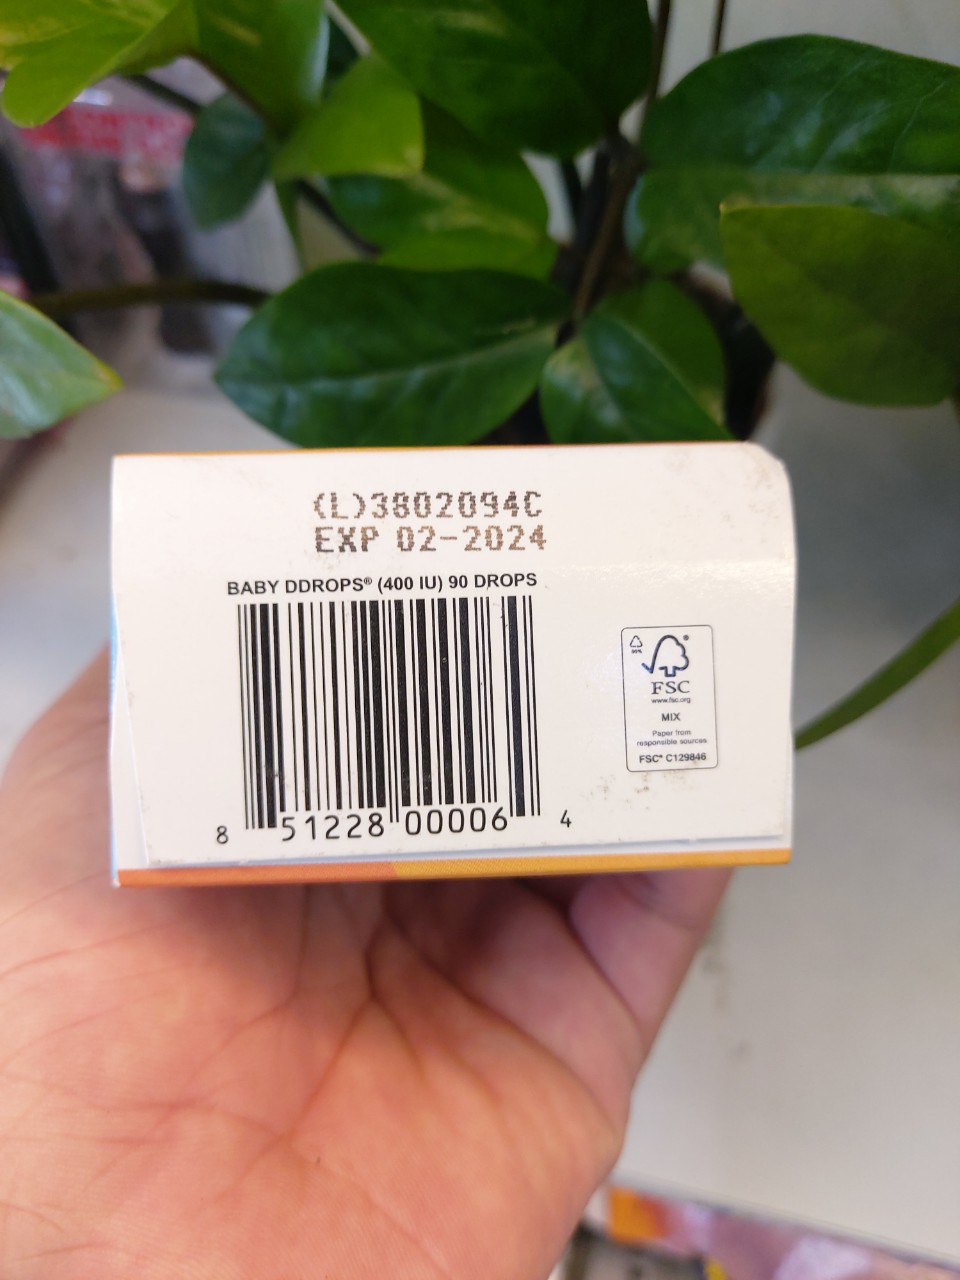 (L)3802094C
EXP 02-2024
BABY DDROPS® (400 IU) 90 DROPS
8 51228 00006 4
FSC
www.fsc.org
MIX
Paper from
responsible sources
FSC® C129846